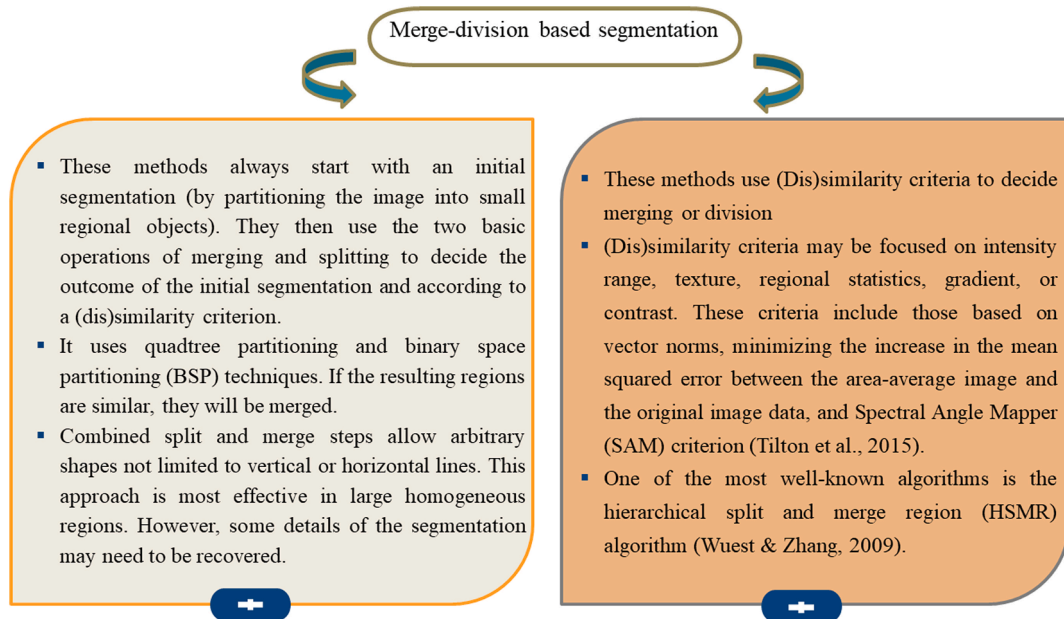 Merge-division based segmentation
▪ These methods always start with an initial
segmentation (by partitioning the image into small
regional objects). They then use the two basic
operations of merging and splitting to decide the
outcome of the initial segmentation and according to
a (dis)similarity criterion.
▪ It uses quadtree partitioning and binary space
partitioning (BSP) techniques. If the resulting regions
are similar, they will be merged.
▪ Combined split and merge steps allow arbitrary
shapes not limited to vertical or horizontal lines. This
approach is most effective in large homogeneous
regions. However, some details of the segmentation
may need to be recovered.
▪ These methods use (Dis)similarity criteria to decide
merging or division
▪ (Dis)similarity criteria may be focused on intensity
range, texture, regional statistics, gradient, or
contrast. These criteria include those based on
vector norms, minimizing the increase in the mean
squared error between the area-average image and
the original image data, and Spectral Angle Mapper
(SAM) criterion (Tilton et al., 2015).
▪ One of the most well-known algorithms is the
hierarchical split and merge region (HSMR)
algorithm (Wuest & Zhang, 2009).